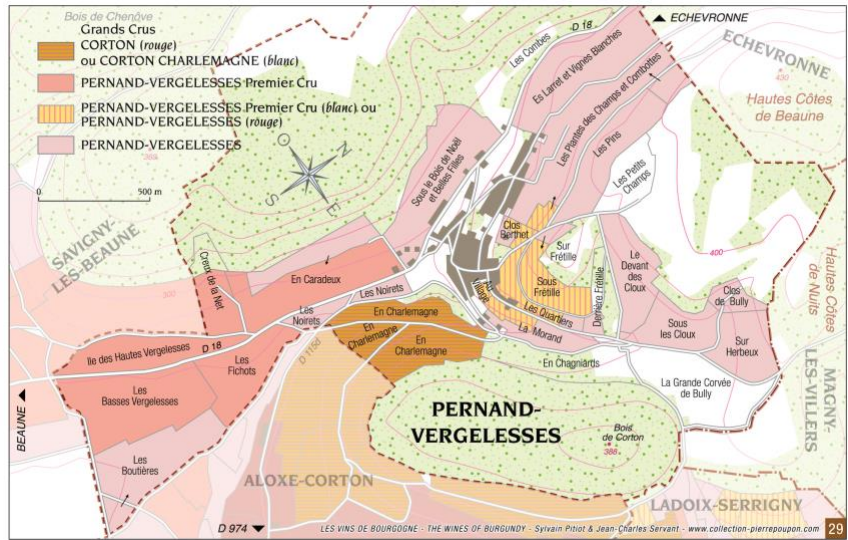 Bois de Chenôve
Grands Crus
CORTON (rouge)
ou CORTON CHARLEMAGNE (blanc)
PERNAND-VERGELESSES Premier Cru
PERNAND-VERGELESSES Premier Cru (blanc) ou
PERNAND-VERGELESSES (rouge)
PERNAND-VERGELESSES
0
500 m
N
O
E
S
D 18
ECHEVRONNE
ECHEVRONNE
430
Hautes Côtes
de Beaune
Les Combes
Es Larret et Vignes Blanches
Les Plantes des Champs et Combottes
Les Pins
Les Petits
Champs
Sous le Bois de Noël
et Belles Filles
Clos
Berthet
Sur
Frétille
Sous
Frétille
400
Le
Devant
des
Cloux
Hautes Côtes
de Nuits
Clos
de Bully
Derrière Frétille
Sous
les Cloux
Sur
Herbeux
SAVIGNY-
LES-BEAUNE
300
Creux de la Net
En Caradeux
Les Noirets
Les
Noirets
En Charlemagne
En
Charlemagne
En
Charlemagne
Village
Les Quartiers
La Morand
En Chagniards
La Grande Corvée
de Bully
MAGNY-
LES-VILLERS
Ile des Hautes Vergelesses
D 18
D 115d
Les
Fichots
Les
Basses Vergelesses
BEAUNE
Les
Boutières
PERNAND-
VERGELESSES
Bois
de Corton
388
ALOXE-CORTON
LADOIX-SERRIGNY
D 974
LES VINS DE BOURGOGNE - THE WINES OF BURGUNDY - Sylvain Pitiot & Jean-Charles Servant - www.collection-pierrepoupon.com
29